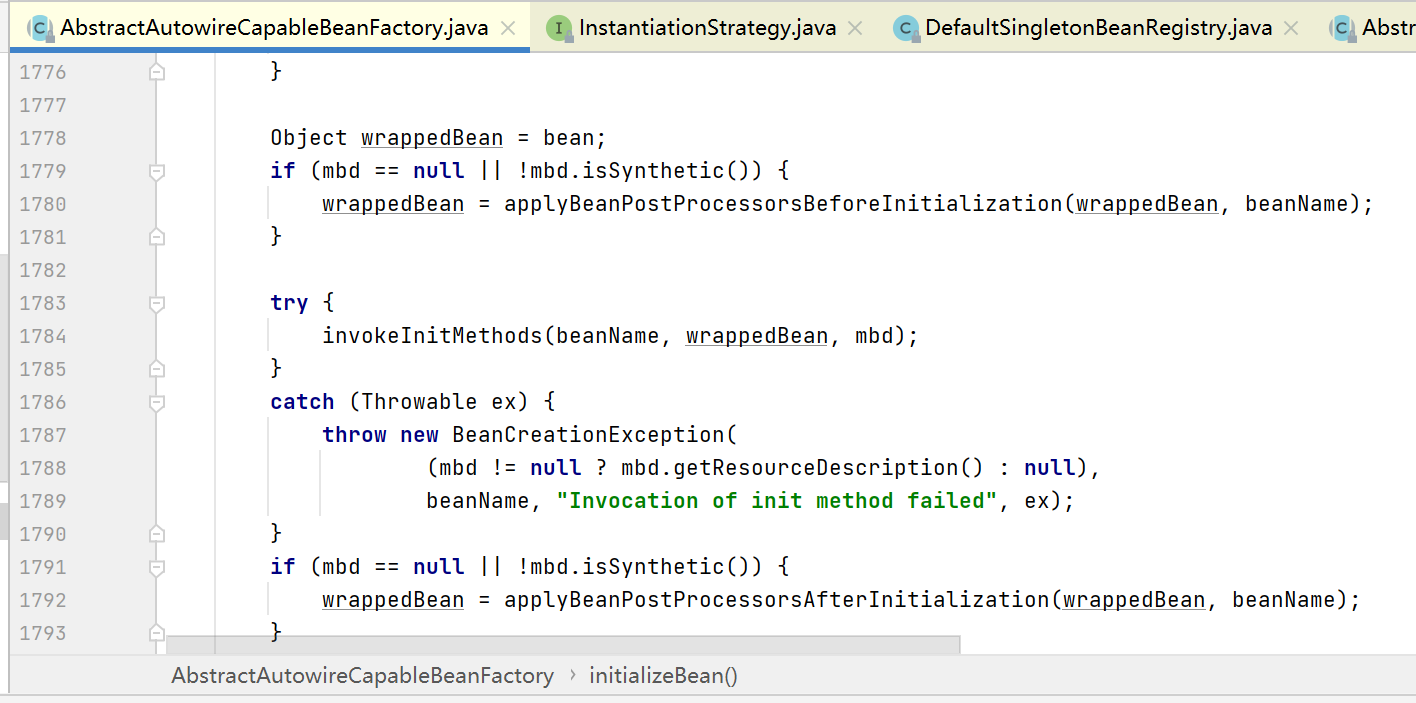 AbstractAutowireCapableBeanFactory.java InstantiationStrategy.java DefaultSingletonBeanRegistry.java Abstr
1776 }
1777
1778 Object wrappedBean = bean;
1779 if (mbd == null || !mbd.isSynthetic()) {
1780 wrappedBean = applyBeanPostProcessorsBeforeInitialization(wrappedBean, beanName);
1781 }
1782
1783 try {
1784 invokeInitMethods(beanName, wrappedBean, mbd);
1785 }
1786 catch (Throwable ex) {
1787 throw new BeanCreationException(
1788 (mbd != null ? mbd.getResourceDescription() : null),
1789 beanName, "Invocation of init method failed", ex);
1790 }
1791 if (mbd == null || !mbd.isSynthetic()) {
1792 wrappedBean = applyBeanPostProcessorsAfterInitialization(wrappedBean, beanName);
1793 }
AbstractAutowireCapableBeanFactory › initializeBean()